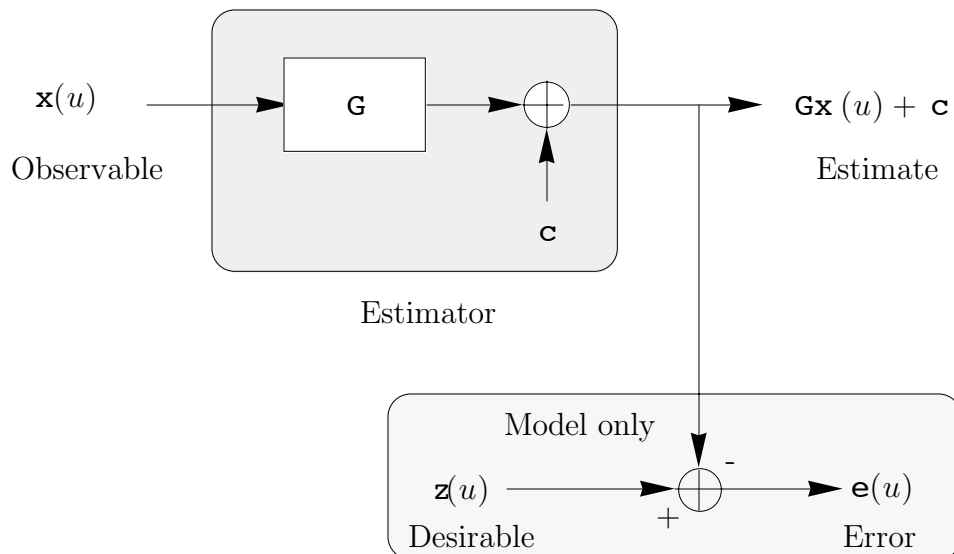 x(u)
G
Gx (u) + c
Observable
Estimate
c
Estimator
Model only
-
z(u)
e(u)
+
Desirable
Error